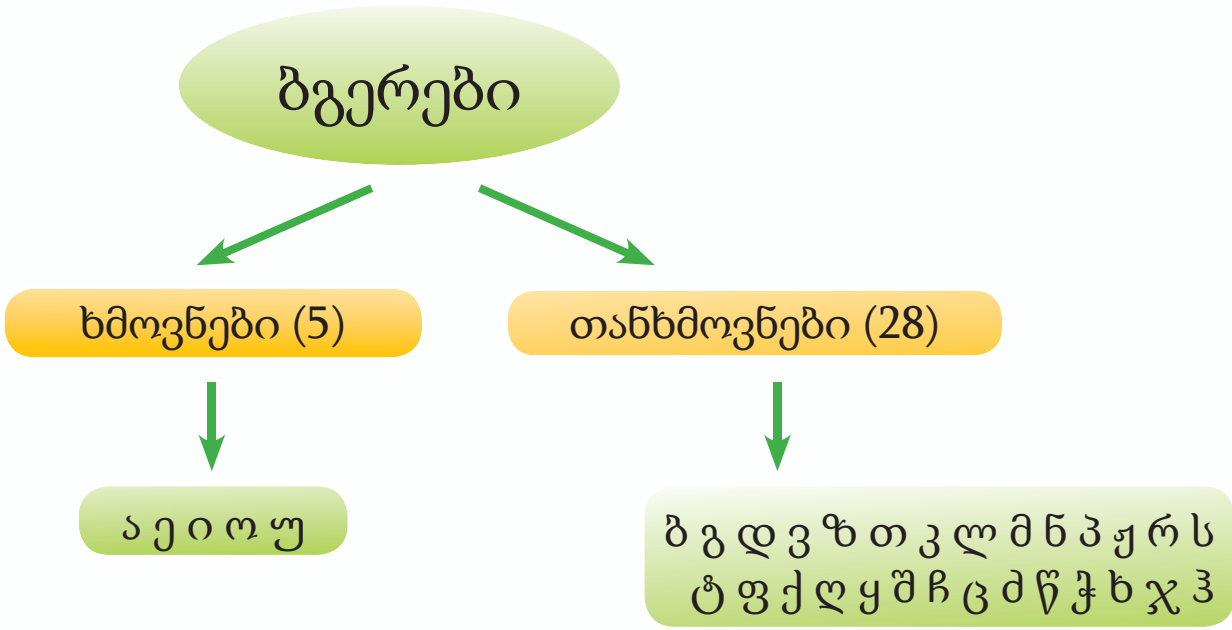 ბგერები
ხმოვნები (5)
თანხმოვნები (28)
ა ე ი ო უ
ბ გ დ ვ ზ თ კ ლ მ ნ პ ჟ რ ს
ტ ფ ქ ღ ყ შ ჩ ც ძ წ ჭ ხ ჯ ჰ